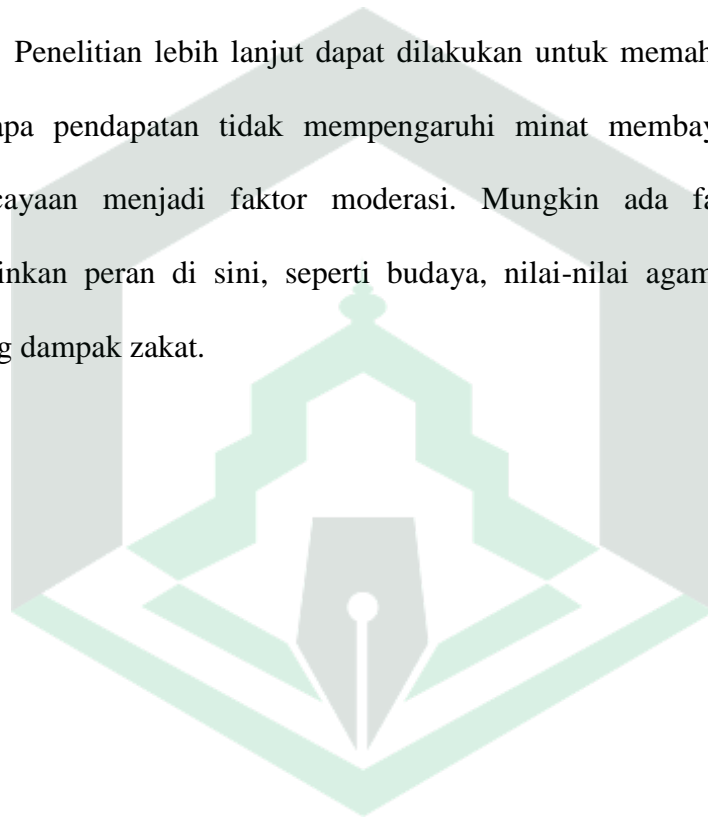 Penelitian lebih lanjut dapat dilakukan untuk memah
apa pendapatan tidak mempengaruhi minat membay
cayaan menjadi faktor moderasi. Mungkin ada fa
inkan peran di sini, seperti budaya, nilai-nilai agam
g dampak zakat.